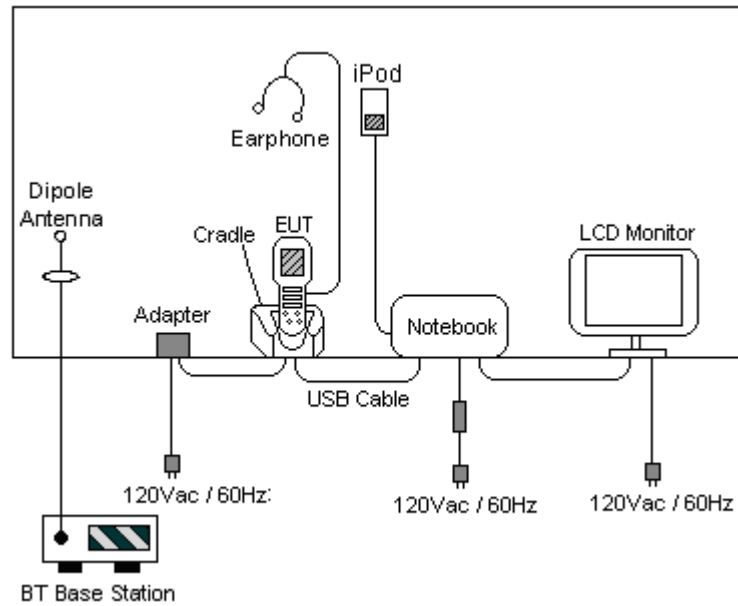 iPod
Earphone
Dipole
Antenna
EUT
Cradle
LCD Monitor
Adapter
Notebook
USB Cable
120Vac / 60Hz:
120Vac / 60Hz
120Vac / 60Hz
BT Base Station